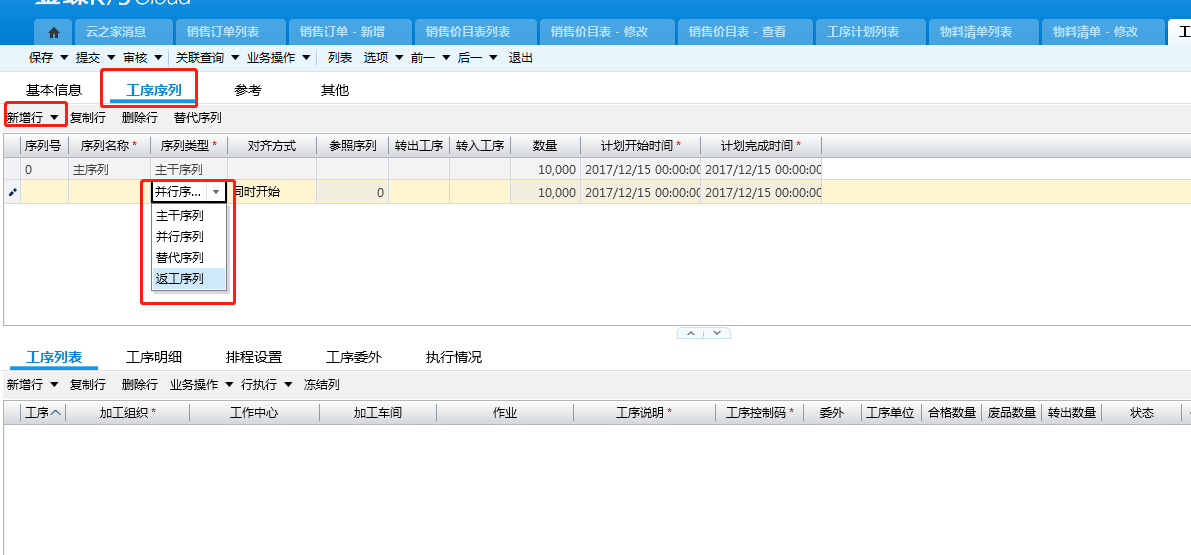 Cloud
云之家消息 销售订单列表 销售订单 - 新增 销售价目表列表 销售价目表 - 修改 销售价目表 - 查看 工序计划列表 物料清单列表 物料清单 - 修改
保存 提交 审核 关联查询 业务操作 列表 选项 前一 后一 退出
基本信息 工序序列 参考 其他
新增行 复制行 删除行 替代序列
序列号 序列名称* 序列类型* 对齐方式 参照序列 转出工序 转入工序 数量 计划开始时间* 计划完成时间*
0 主序列 主干序列 10,000 2017/12/15 00:00:00 2017/12/15 00:00:00
并行序... 同时开始 0 10,000 2017/12/15 00:00:00 2017/12/15 00:00:00
主干序列
并行序列
替代序列
返工序列
工序列表 工序明细 排程设置 工序委外 执行情况
新增行 复制行 删除行 业务操作 行执行 冻结列
工序 加工组织* 工作中心 加工车间 作业 工序说明* 工序控制码* 委外 工序单位 合格数量 废品数量 转出数量 状态